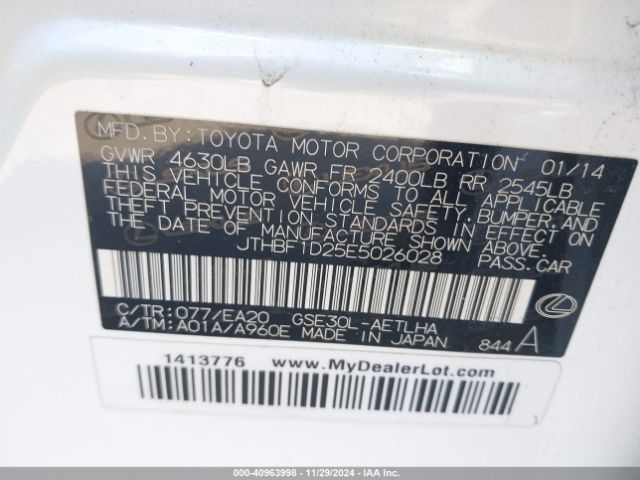 MFD. BY: TOYOTA MOTOR CORPORATION 01/14
GVWR 4630LB GAWR FR 2400LB RR 2545LB
THIS VEHICLE CONFORMS TO ALL APPLICABLE
FEDERAL MOTOR VEHICLE SAFETY, BUMPER, AND
THEFT PREVENTION STANDARDS IN EFFECT ON
THE DATE OF MANUFACTURE SHOWN ABOVE.
JTHBF1D25E5026028 PASS.CAR
C/TR: 077/EA20 GSE30L-AETLHA
A/TM: A01A/A960E MADE IN JAPAN 844 A
1413776 www.MyDealerLot.com
000-40963998 - 11/29/2024 - IAA Inc.